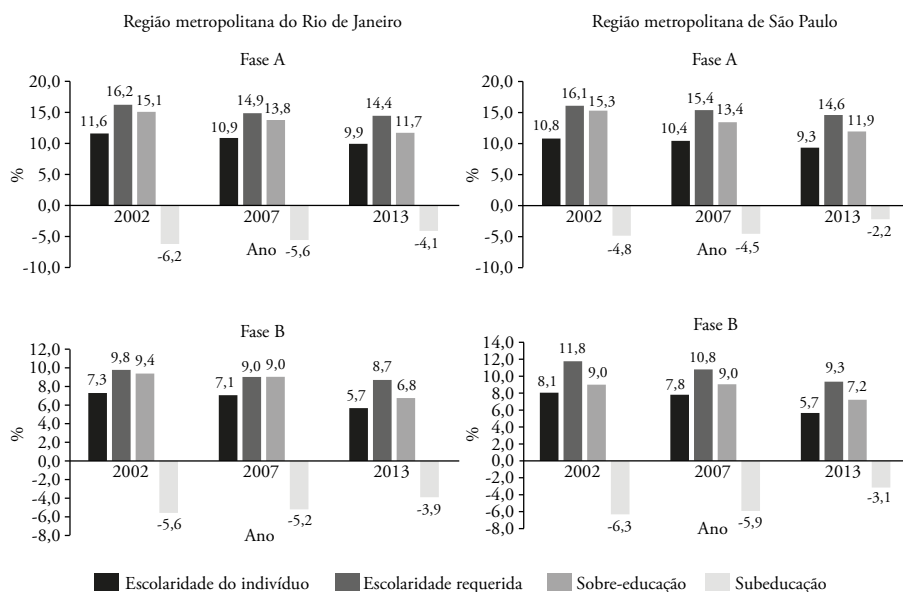 Região metropolitana do Rio de Janeiro
Fase A
20,0
15,0
10,0
5,0
0,0
-5,0
-10,0
%
11,6 16,2 15,1 -6,2
10,9 14,9 13,8 -5,6
9,9 14,4 11,7 -4,1
2002 2007 2013
Ano
Região metropolitana de São Paulo
Fase A
20,0
15,0
10,0
5,0
0,0
-5,0
-10,0
%
10,8 16,1 15,3 -4,8
10,4 15,4 13,4 -4,5
9,3 14,6 11,9 -2,2
2002 2007 2013
Ano
Fase B
12,0
10,0
8,0
6,0
4,0
2,0
0,0
-2,0
-4,0
-6,0
-8,0
%
7,3 9,8 9,4 -5,6
7,1 9,0 9,0 -5,2
5,7 8,7 6,8 -3,9
2002 2007 2013
Ano
Fase B
14,0
12,0
10,0
8,0
6,0
4,0
2,0
0,0
-2,0
-4,0
-6,0
-8,0
%
8,1 11,8 9,0 -6,3
7,8 10,8 9,0 -5,9
5,7 9,3 7,2 -3,1
2002 2007 2013
Ano
Escolaridade do indivíduo Escolaridade requerida Sobre-educação Subeducação